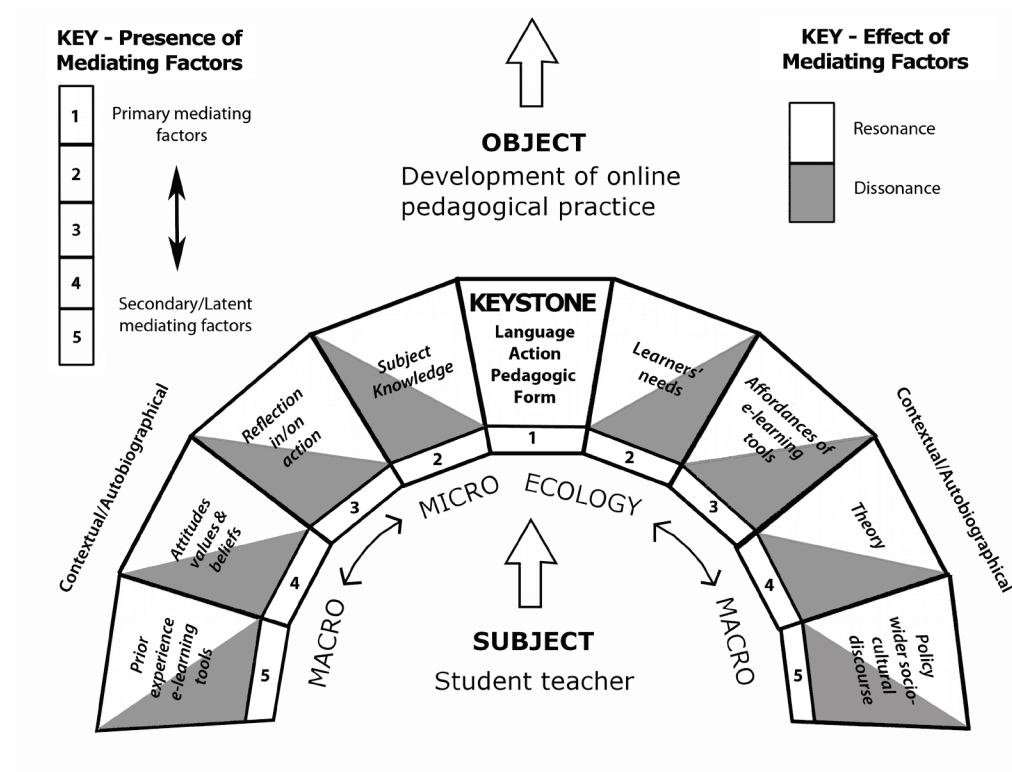 KEY - Presence of
Mediating Factors
1
2
3
4
5
Primary mediating
factors
Secondary/Latent
mediating factors
KEY - Effect of
Mediating Factors
Resonance
Dissonance
OBJECT
Development of online
pedagogical practice
KEYSTONE
Language
Action
Pedagogic
Form
1
Subject
Knowledge
2
Reflection
in/on
action
3
Attitudes
values &
beliefs
4
Prior
experience
e-learning
tools
5
Learners'
needs
2
Affordances of
e-learning
tools
3
Theory
4
Policy
wider socio-
cultural
discourse
5
Contextual/Autobiographical
Contextual/Autobiographical
MICRO ECOLOGY
MACRO
MACRO
SUBJECT
Student teacher